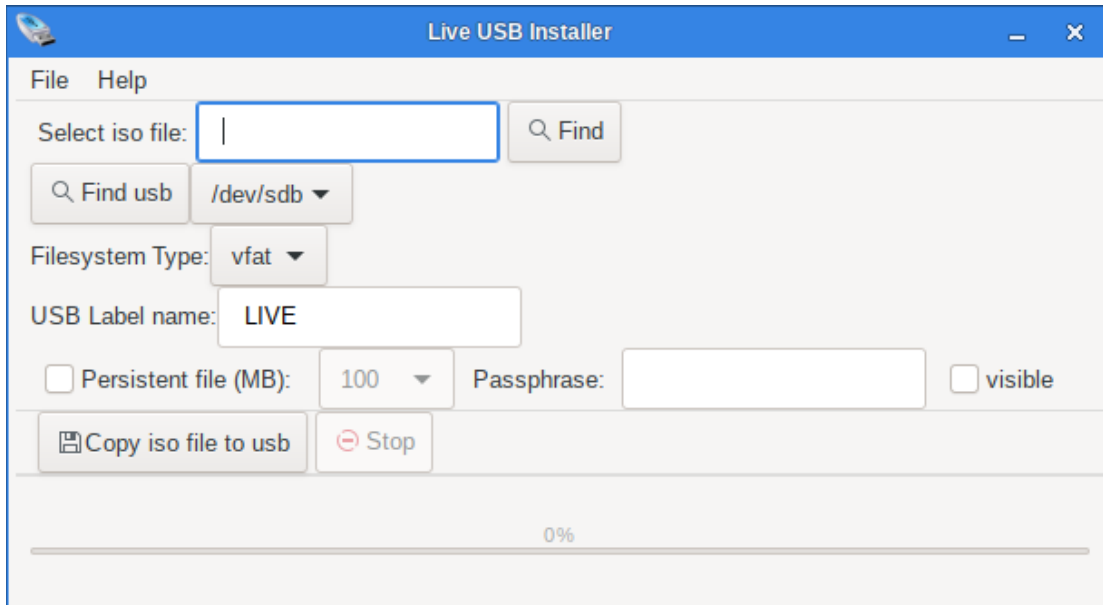 Live USB Installer
File Help
Select iso file: Find
Find usb /dev/sdb
Filesystem Type: vfat
USB Label name: LIVE
Persistent file (MB): 100 Passphrase: visible
Copy iso file to usb Stop
0%